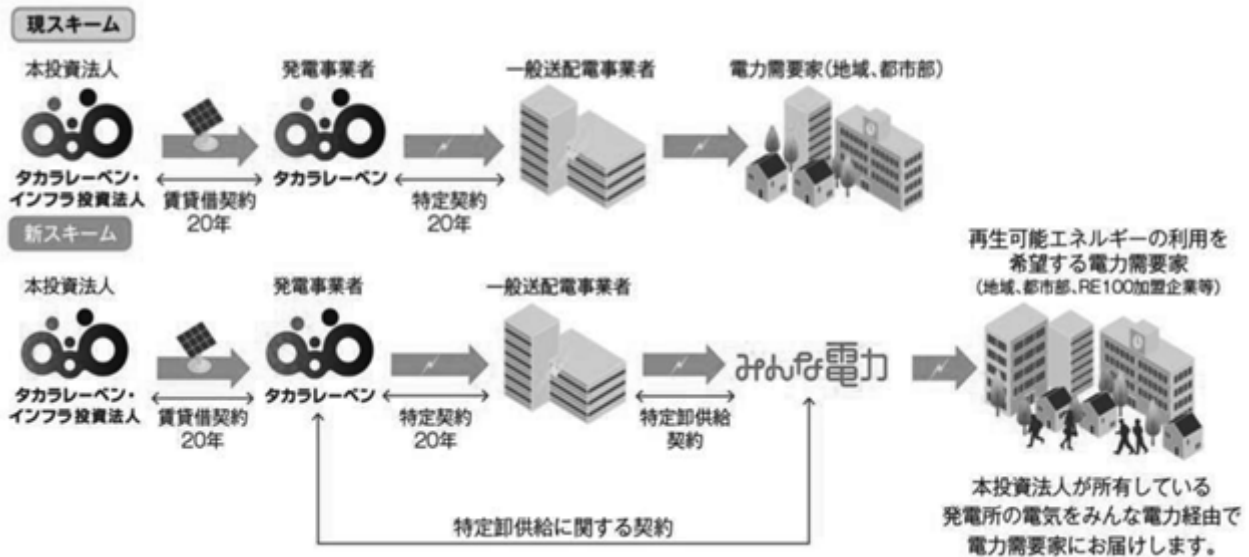 現スキーム
本投資法人
発電事業者
一般送配電事業者
電力需要家(地域、都市部)
タカラレーベン・
インフラ投資法人
賃貸借契約
20年
タカラレーベン
特定契約
20年
新スキーム
本投資法人
発電事業者
一般送配電事業者
再生可能エネルギーの利用を
希望する電力需要家
(地域、都市部、RE100加盟企業等)
タカラレーベン・
インフラ投資法人
賃貸借契約
20年
タカラレーベン
特定契約
20年
特定卸供給
契約
みんな電力
特定卸供給に関する契約
本投資法人が所有している
発電所の電気をみんな電力経由で
電力需要家にお届けします。